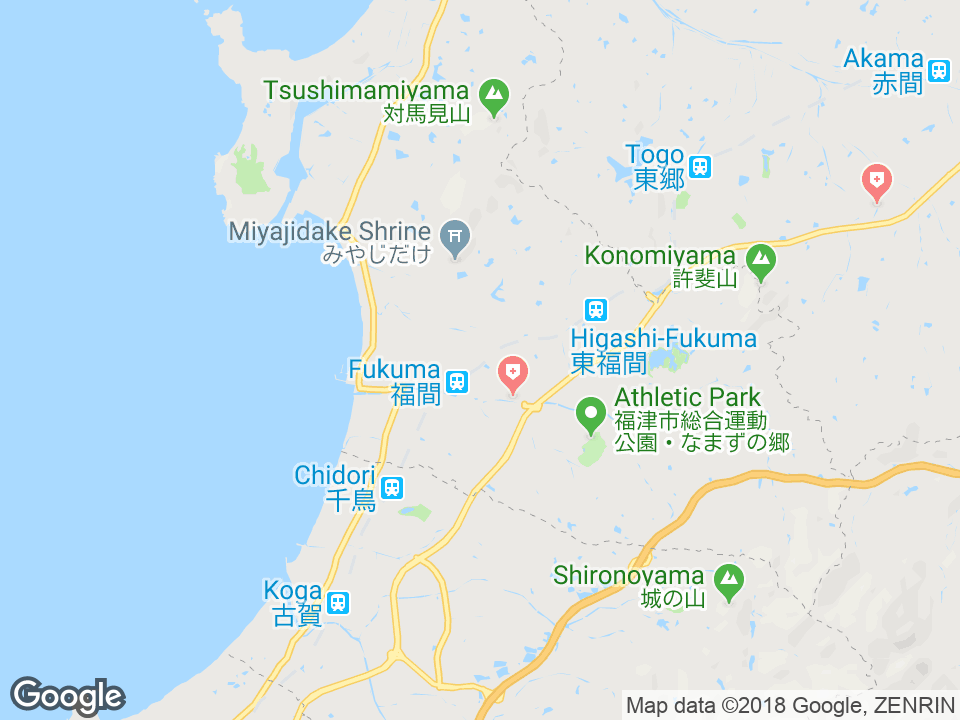 Akama
赤間
Tsushimamiyama
対馬見山
Togo
東郷
Miyajidake Shrine
みやじだけ
Konomiyama
許斐山
Higashi-Fukuma
東福間
Fukuma
福間
Athletic Park
福津市総合運動
公園・なまずの郷
Chidori
千鳥
Shironoyama
城の山
Koga
古賀
Google
Map data ©2018 Google, ZENRIN